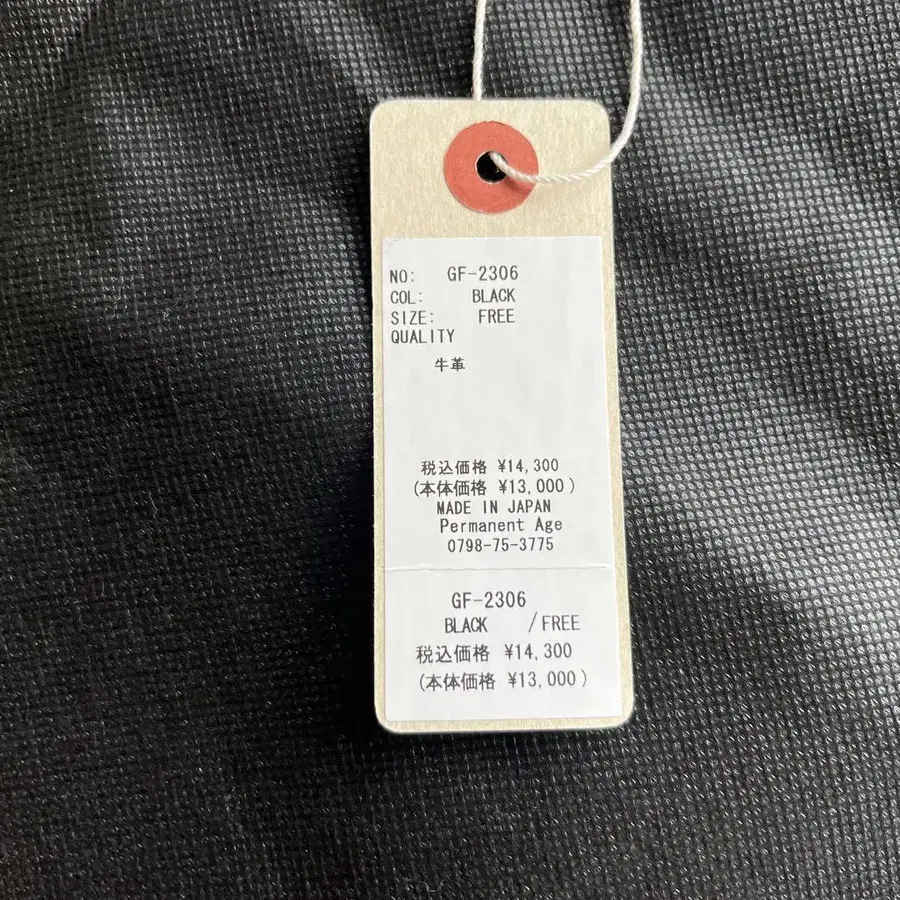 NO: GF-2306
COL: BLACK
SIZE: FREE
QUALITY
牛革
税込価格 ¥14,300
(本体価格 ¥13,000)
MADE IN JAPAN
Permanent Age
0798-75-3775
GF-2306
BLACK /FREE
税込価格 ¥14,300
(本体価格 ¥13,000)